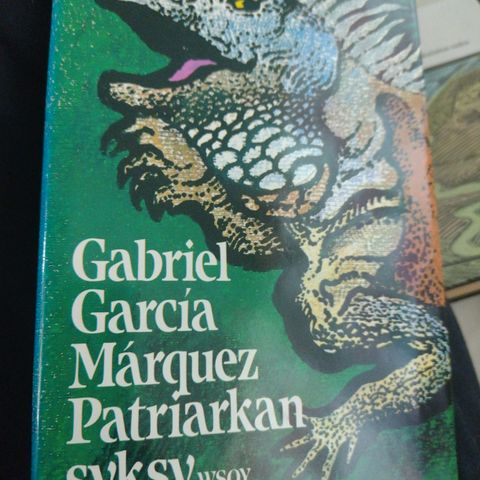 Gabriel
García
Márquez
Patriarkan
syksy WSOY